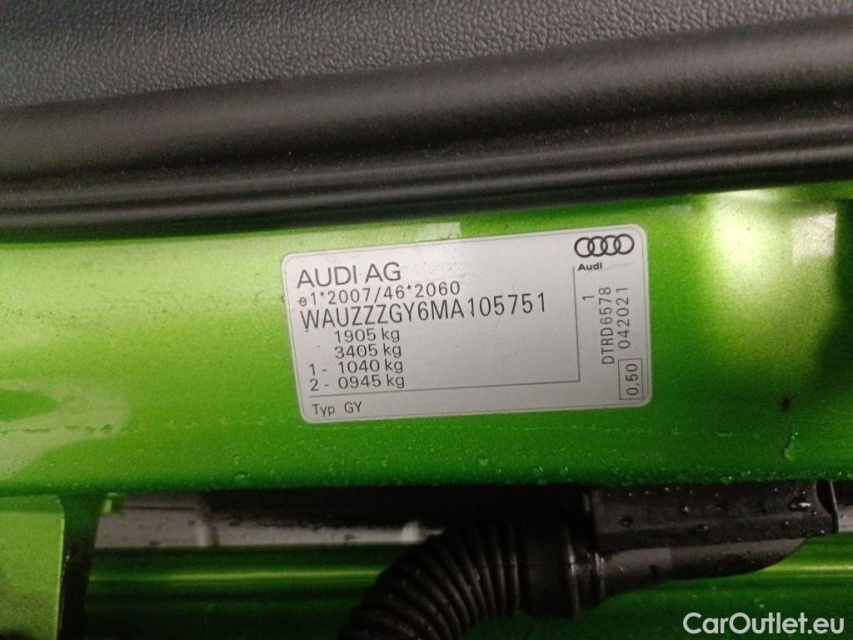 AUDI AG
Audi
e1*2007/46*2060
WAUZZZGY6MA105751
1905 kg
3405 kg
1 - 1040 kg
2 - 0945 kg
Typ GY
1
DTRD6578
042021
0,50
CarOutlet.eu